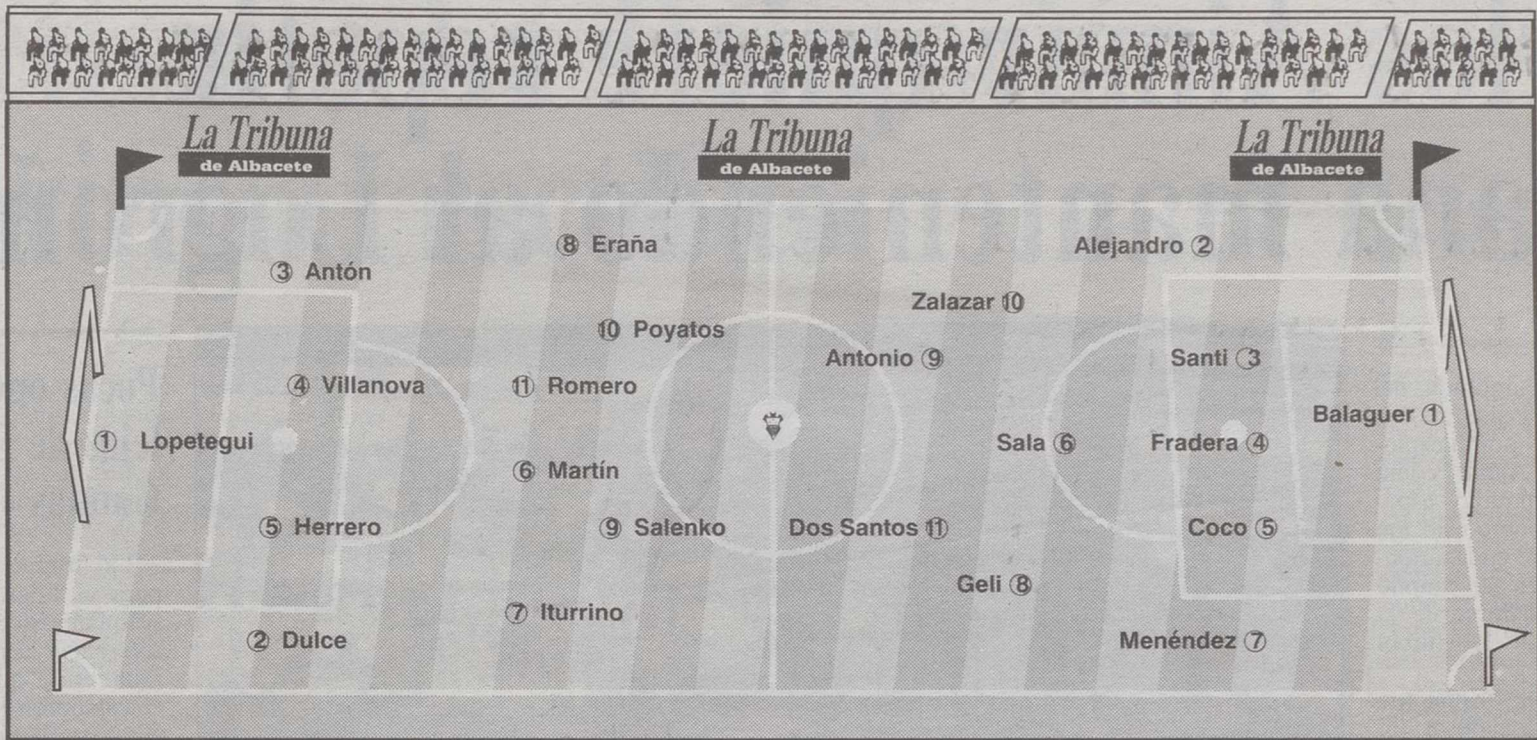 La Tribuna
de Albacete
La Tribuna
de Albacete
La Tribuna
de Albacete
③ Antón
④ Villanova
① Lopetegui
⑤ Herrero
② Dulce
⑧ Eraña
⑩ Poyatos
⑪ Romero
⑥ Martín
⑨ Salenko
⑦ Iturrino
Zalazar ⑩
Antonio ⑨
Sala ⑥
Dos Santos ⑪
Geli ⑧
Alejandro ②
Santi ③
Balaguer ①
Fradera ④
Coco ⑤
Menéndez ⑦